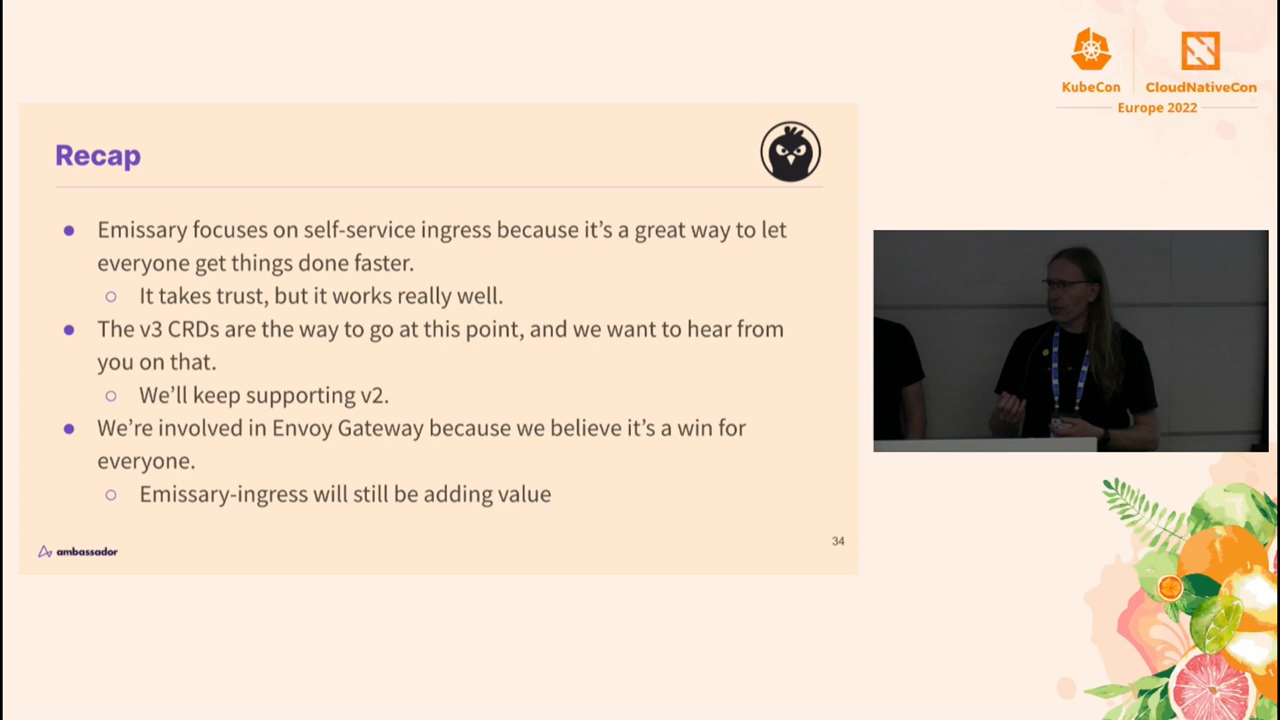 KubeCon
CloudNativeCon
Europe 2022
Recap
Emissary focuses on self-service ingress because it’s a great way to let
everyone get things done faster.
It takes trust, but it works really well.
The v3 CRDs are the way to go at this point, and we want to hear from
you on that.
We’ll keep supporting v2.
We’re involved in Envoy Gateway because we believe it’s a win for
everyone.
Emissary-ingress will still be adding value
ambassador
34